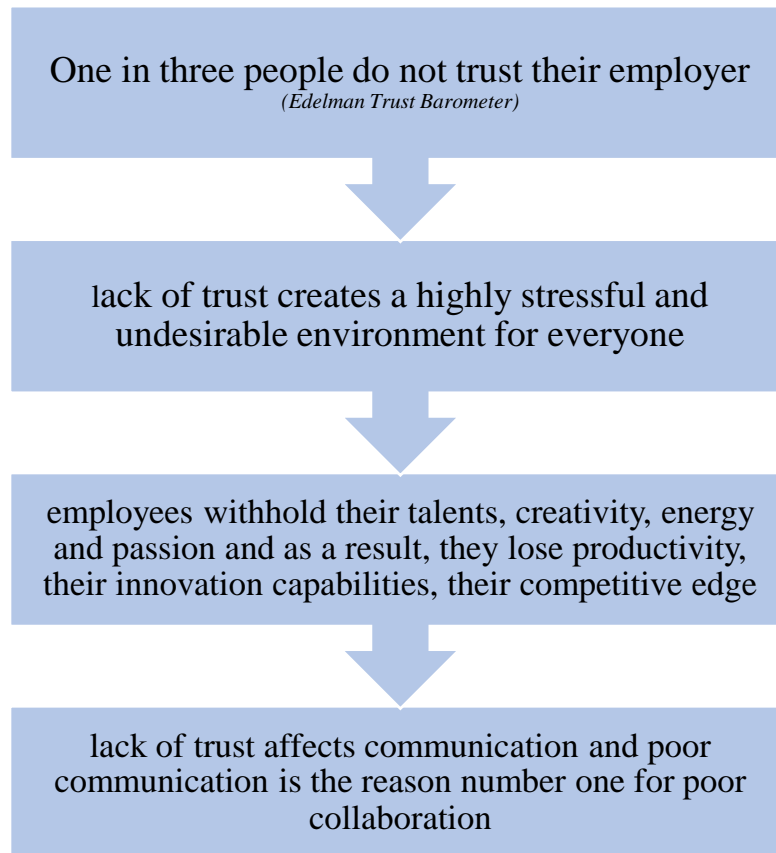 One in three people do not trust their employer
(Edelman Trust Barometer)
lack of trust creates a highly stressful and
undesirable environment for everyone
employees withhold their talents, creativity, energy
and passion and as a result, they lose productivity,
their innovation capabilities, their competitive edge
lack of trust affects communication and poor
communication is the reason number one for poor
collaboration